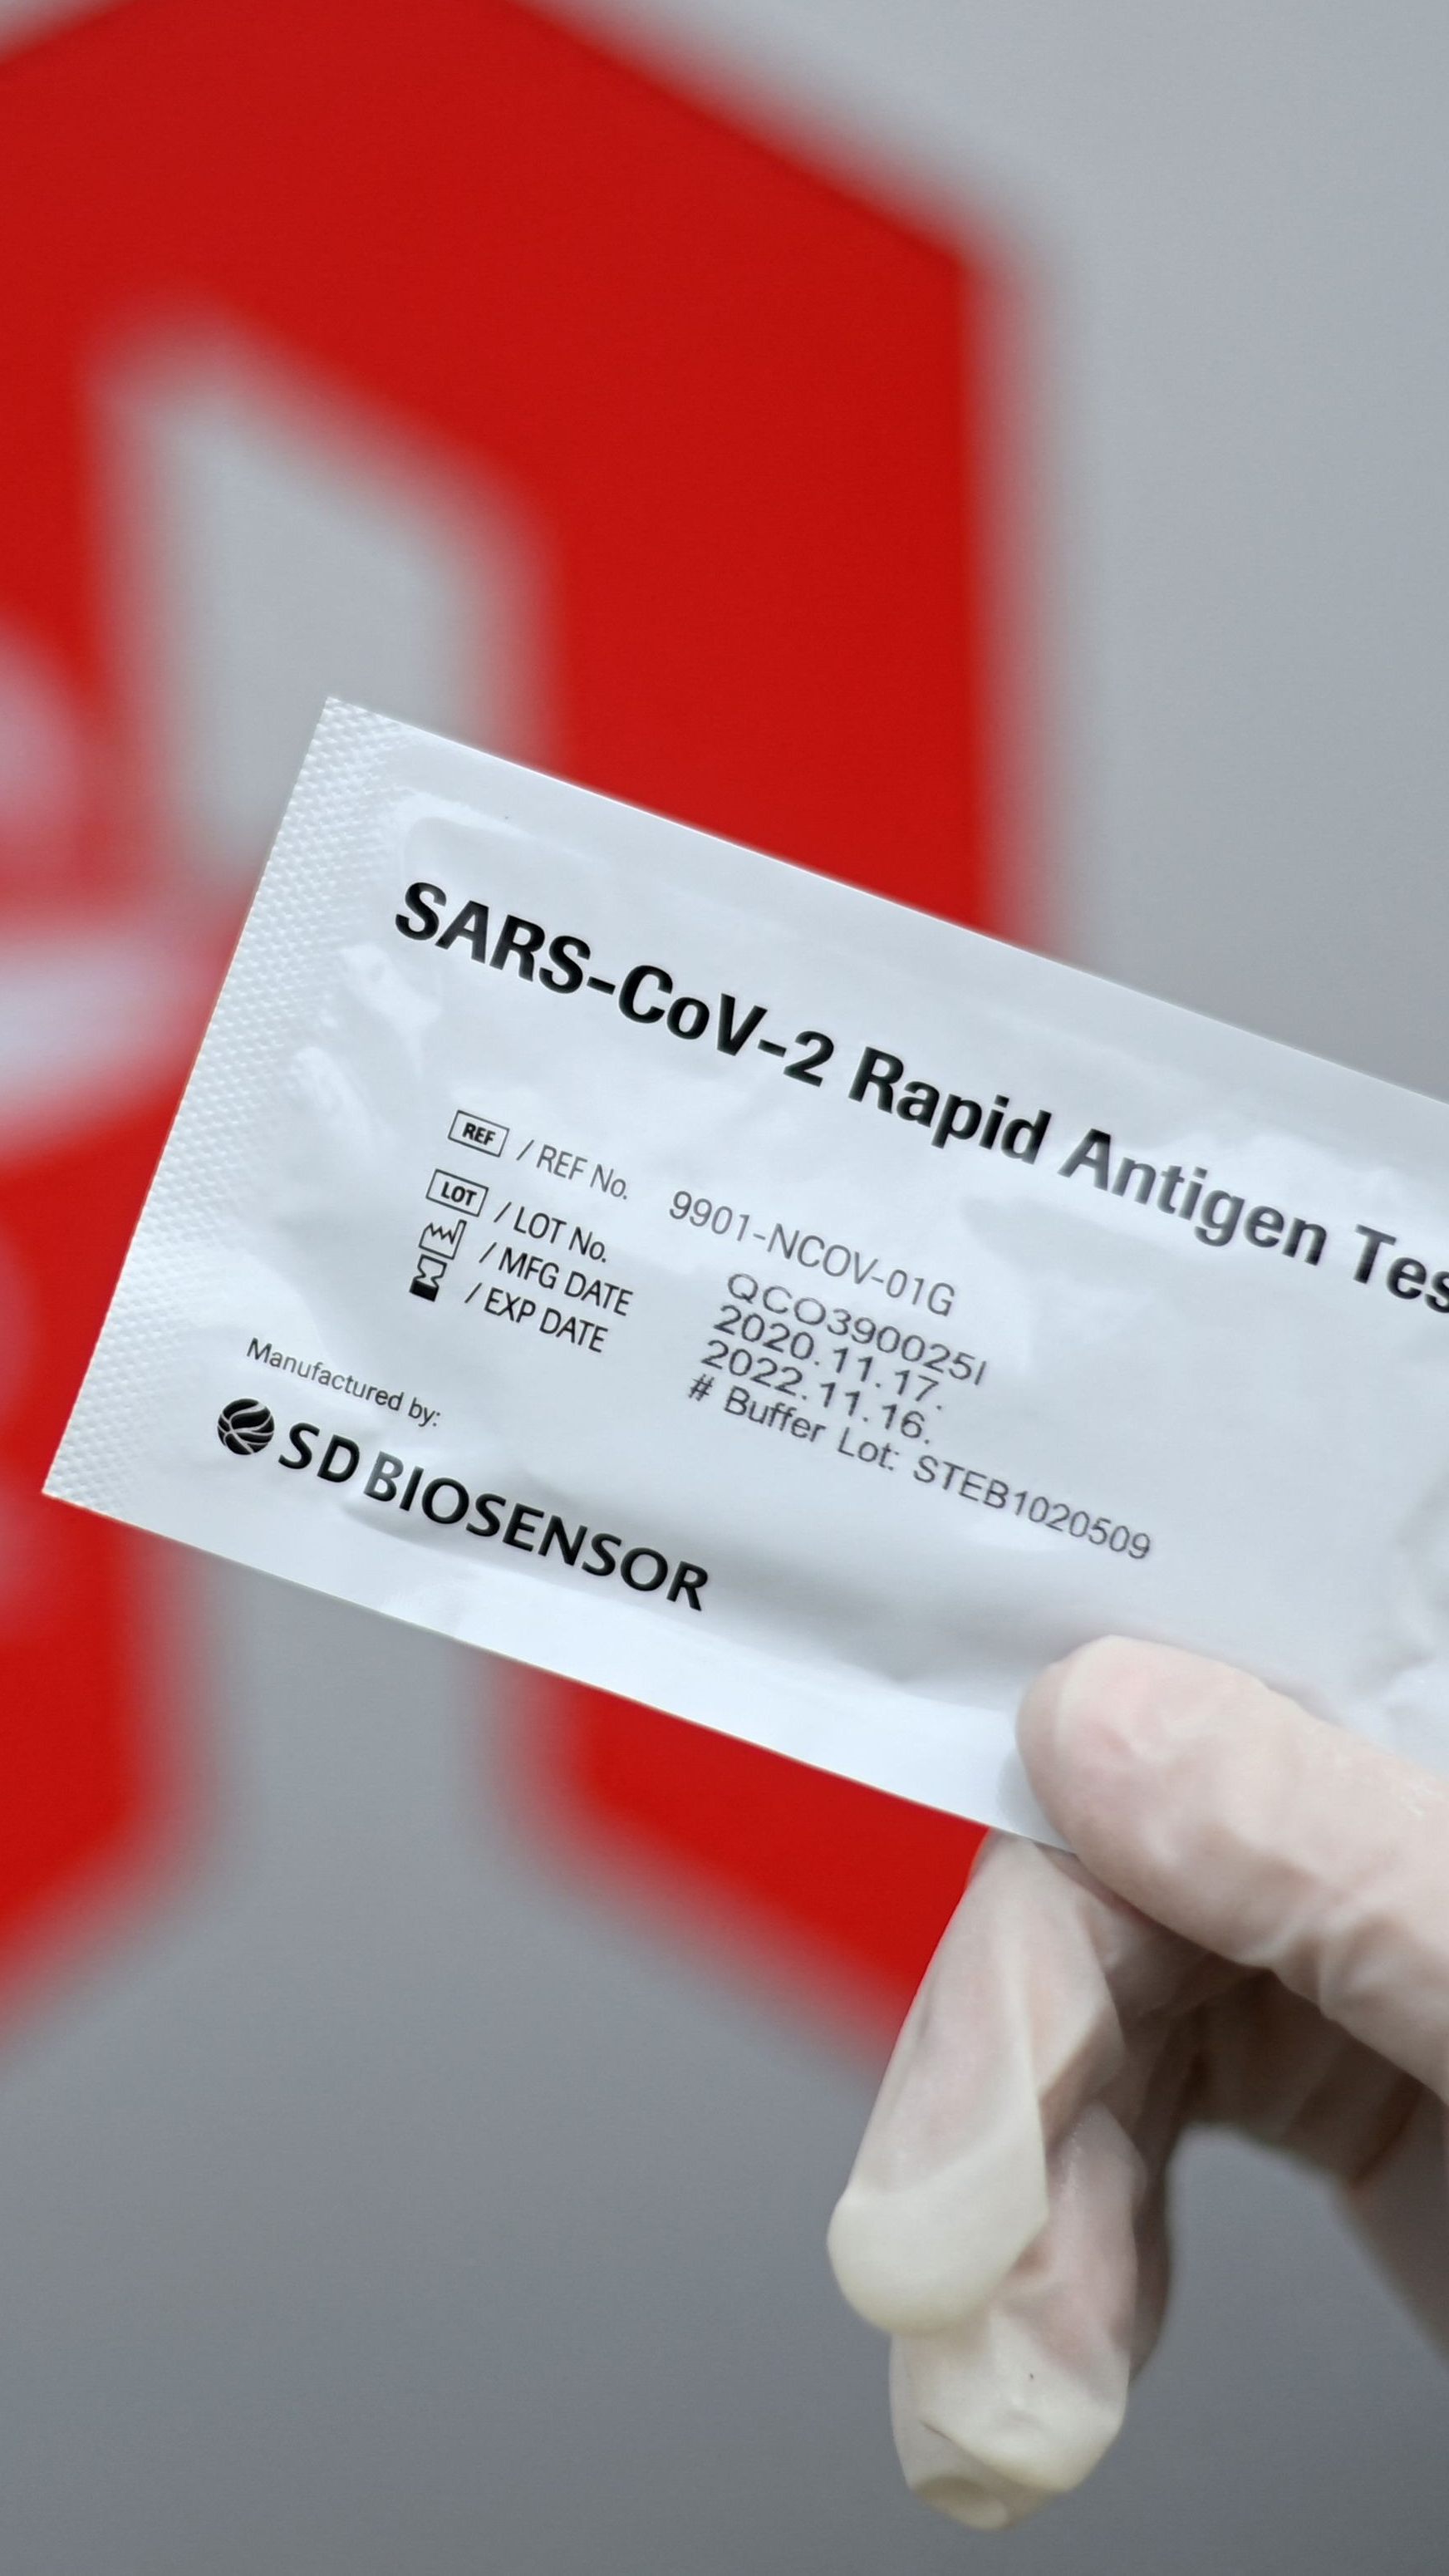 SARS-CoV-2 Rapid Antigen Tes
REF / REF No. 9901-NCOV-01G
LOT / LOT No. QCO390025I
/ MFG DATE 2020.11.17.
/ EXP DATE 2022.11.16.
# Buffer Lot: STEB1020509
Manufactured by:
SD BIOSENSOR